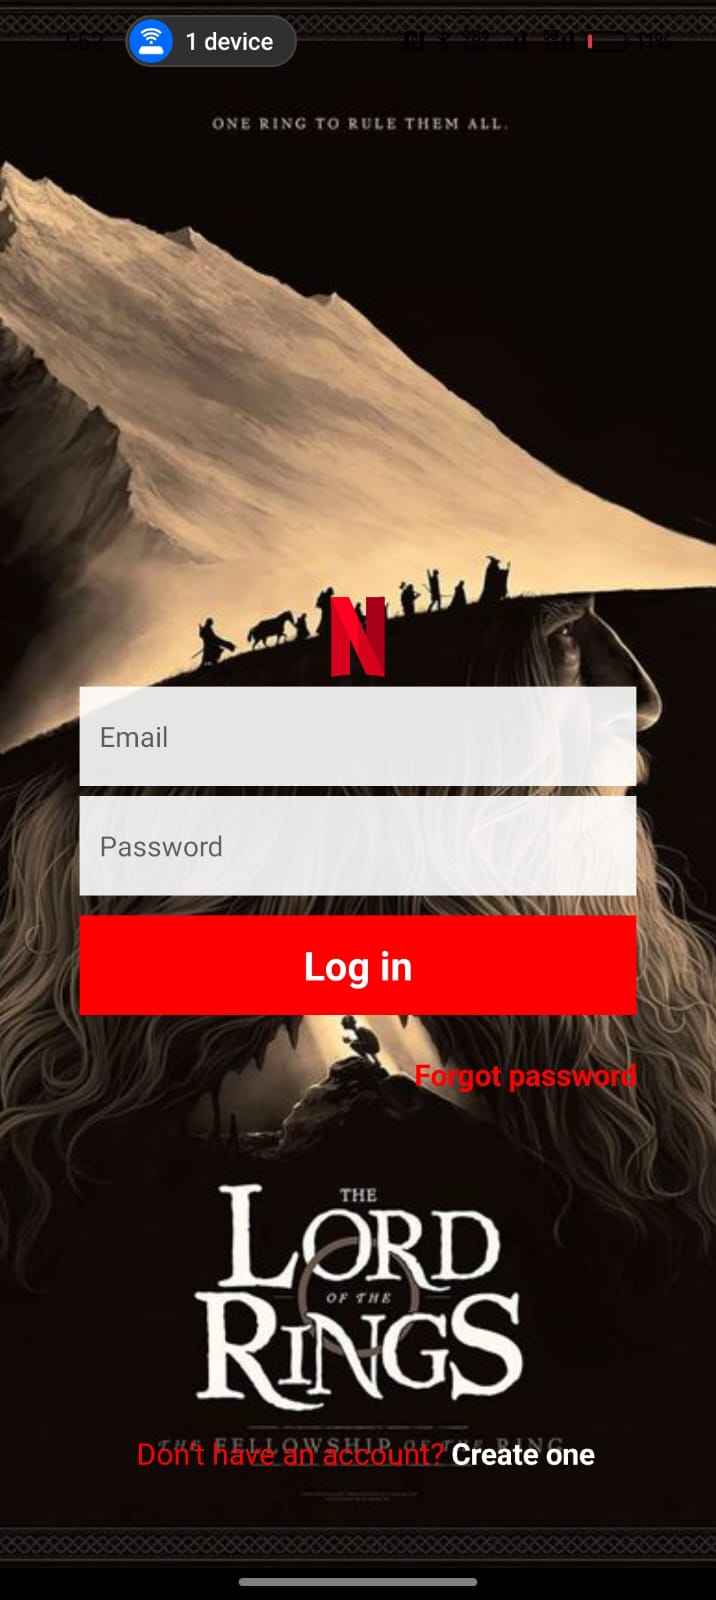 2:52
1 device
11%
ONE RING TO RULE THEM ALL.
N
Email
Password
Log in
Forgot password
THE
LORD
OF THE
RINGS
THE FELLOWSHIP OF THE RING
Don't have an account? Create one